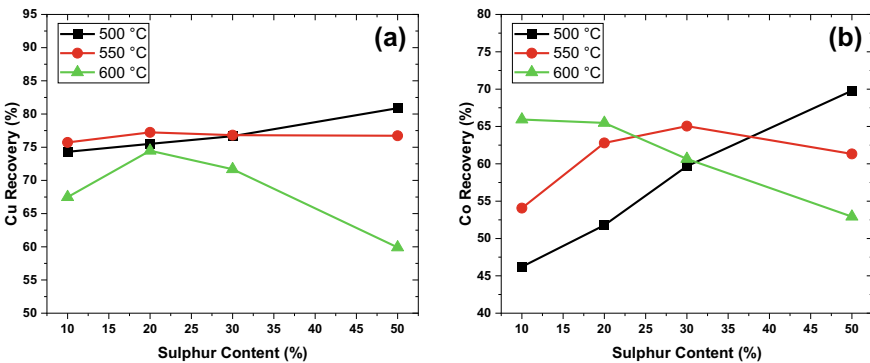 (a)
500 °C
550 °C
600 °C
Cu Recovery (%)
95
90
85
80
75
70
65
60
55
50
10 15 20 25 30 35 40 45 50
Sulphur Content (%)
(b)
500 °C
550 °C
600 °C
Co Recovery (%)
80
75
70
65
60
55
50
45
40
10 15 20 25 30 35 40 45 50
Sulphur Content (%)